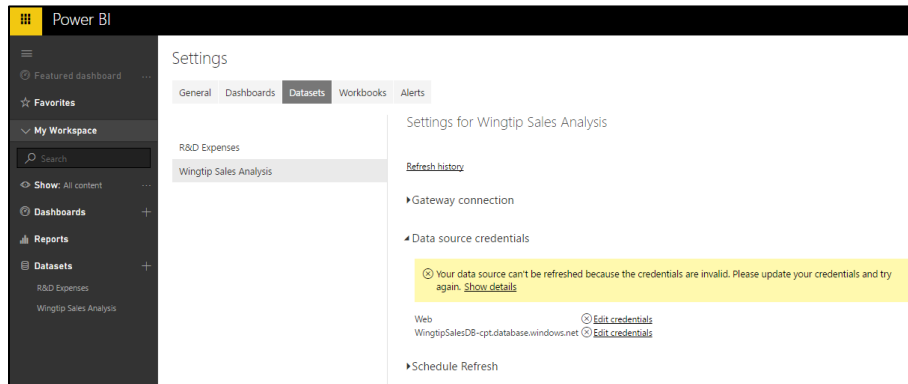 Power BI
Featured dashboard ...
Favorites
My Workspace
Search
Show: All content ...
Dashboards +
Reports
Datasets +
R&D Expenses
Wingtip Sales Analysis
Settings
General Dashboards Datasets Workbooks Alerts
R&D Expenses
Wingtip Sales Analysis
Settings for Wingtip Sales Analysis
Refresh history
Gateway connection
Data source credentials
Your data source can't be refreshed because the credentials are invalid. Please update your credentials and try
again. Show details
Web Edit credentials
WingtipSalesDB-cpt.database.windows.net Edit credentials
Schedule Refresh